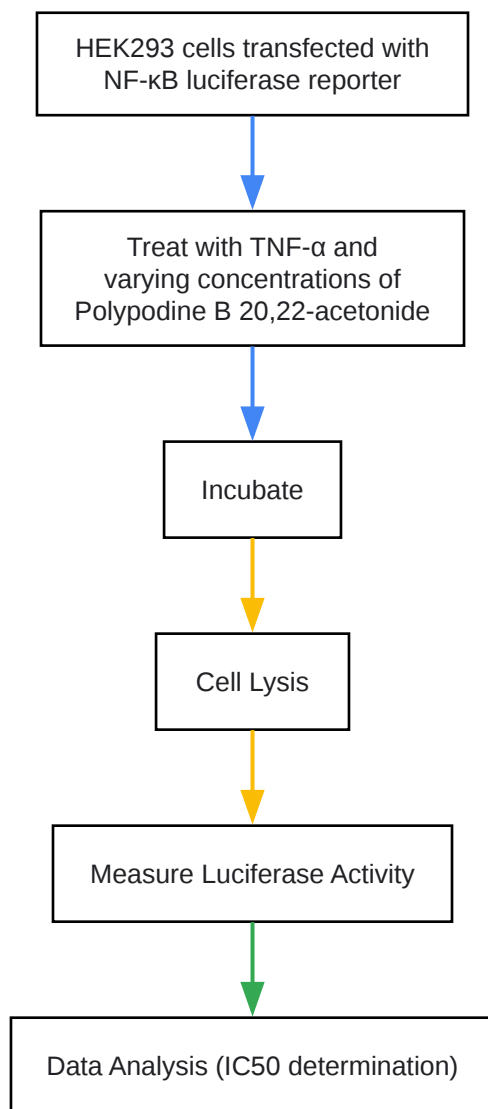 HEK293 cells transfected with
NF-κB luciferase reporter
Treat with TNF-α and
varying concentrations of
Polypodine B 20,22-acetonide
Incubate
Cell Lysis
Measure Luciferase Activity
Data Analysis (IC50 determination)